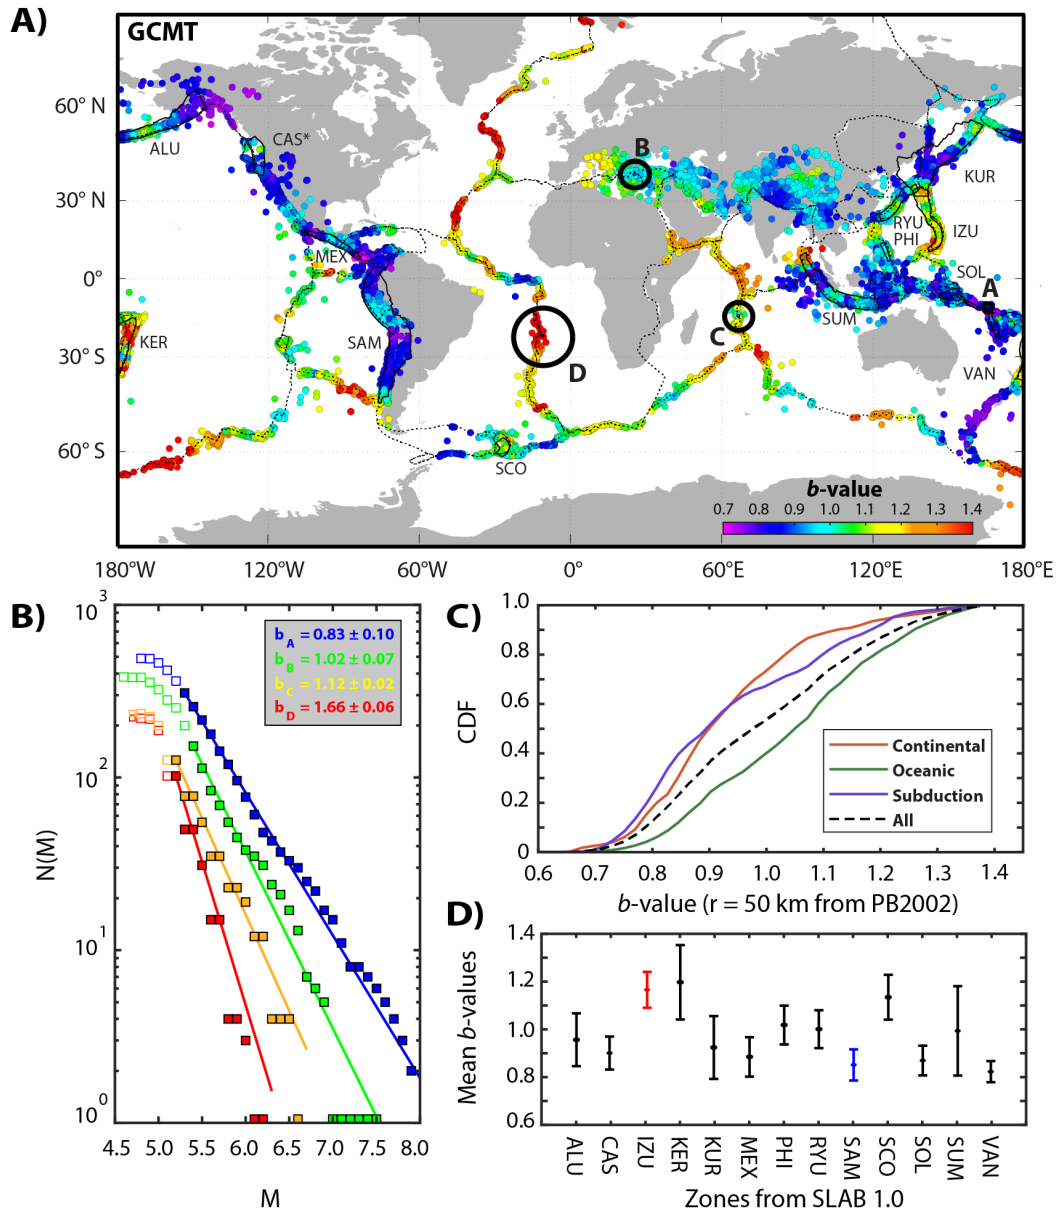 A)
GCMT
60° N
30° N
0°
30° S
60° S
ALU
CAS*
MEX
SAM
KER
SCO
B
D
C
A
KUR
RYU
PHI
IZU
SOL
SUM
VAN
b-value
0.7 0.8 0.9 1.0 1.1 1.2 1.3 1.4
180°W 120°W 60°W 0° 60°E 120°E 180°E
B)
10³
10²
10¹
10⁰
N(M)
b A = 0.83 ± 0.10
b B = 1.02 ± 0.07
b C = 1.12 ± 0.02
b D = 1.66 ± 0.06
4.5 5.0 5.5 6.0 6.5 7.0 7.5 8.0
M
C)
1.0
0.8
0.6
0.4
0.2
0
CDF
Continental
Oceanic
Subduction
All
0.6 0.7 0.8 0.9 1.0 1.1 1.2 1.3 1.4
b-value (r = 50 km from PB2002)
D)
1.4
1.2
1.0
0.8
0.6
Mean b-values
ALU CAS IZU KER KUR MEX PHI RYU SAM SCO SOL SUM VAN
Zones from SLAB 1.0